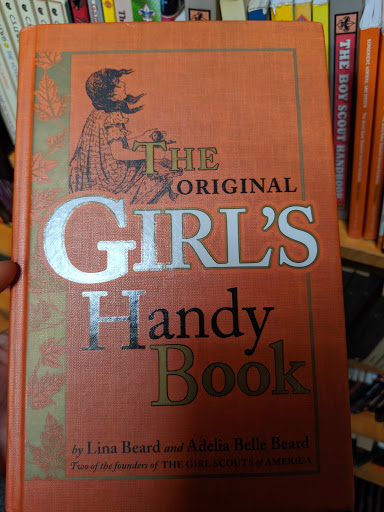 THE
ORIGINAL
GIRL'S
Handy
Book
by Lina Beard and Adelia Belle Beard
Two of the founders of THE GIRL SCOUTS of AMERICA
THE BOY SCOUT HANDBOOK